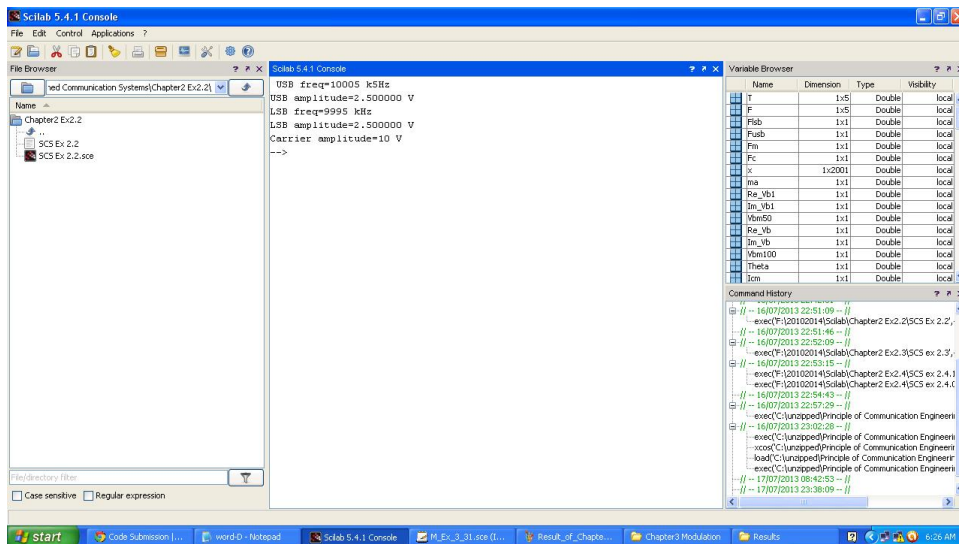 Scilab 5.4.1 Console
File Edit Control Applications ?
File Browser ? X
ned Communication Systems\Chapter2 Ex2.2\
Name
Chapter2 Ex2.2
..
SCS Ex 2.2
SCS Ex 2.2.sce
File/directory filter
Case sensitive Regular expression
Scilab 5.4.1 Console ? X
USB freq=10005 k5Hz
USB amplitude=2.500000 V
LSB freq=9995 kHz
LSB amplitude=2.500000 V
Carrier amplitude=10 V
-->
Variable Browser ?
Name Dimension Type Visibility
T 1x5 Double local
F 1x5 Double local
Flsb 1x1 Double local
Fusb 1x1 Double local
Fm 1x1 Double local
Fc 1x1 Double local
x 1x2001 Double local
ma 1x1 Double local
Re_Vb1 1x1 Double local
Im_Vb1 1x1 Double local
Vbm50 1x1 Double local
Re_Vb 1x1 Double local
Im_Vb 1x1 Double local
Vbm100 1x1 Double local
Theta 1x1 Double local
Icm 1x1 Double local
Command History ?
// -- 16/07/2013 22:51:09 -- //
exec('F:\20102014\Scilab\Chapter2 Ex2.2\SCS Ex 2.2',
// -- 16/07/2013 22:51:46 -- //
// -- 16/07/2013 22:52:09 -- //
exec('F:\20102014\Scilab\Chapter2 Ex2.3\SCS ex 2.3',
// -- 16/07/2013 22:53:15 -- //
exec('F:\20102014\Scilab\Chapter2 Ex2.4\SCS ex 2.4.1
exec('F:\20102014\Scilab\Chapter2 Ex2.4\SCS ex 2.4.(
// -- 16/07/2013 22:54:43 -- //
// -- 16/07/2013 22:57:29 -- //
exec('C:\unzipped\Principle of Communication Engineerin
// -- 16/07/2013 23:02:28 -- //
exec('C:\unzipped\Principle of Communication Engineerin
xcos('C:\unzipped\Principle of Communication Engineerin
load('C:\unzipped\Principle of Communication Engineerir
exec('C:\unzipped\Principle of Communication Engineerin
// -- 17/07/2013 08:42:53 -- //
// -- 17/07/2013 23:38:09 -- //
start Code Submission |... word-D - Notepad Scilab 5.4.1 Console M_Ex_3_31.sce (I... Result_of_Chapte... Chapter3 Modulation Results 6:26 AM